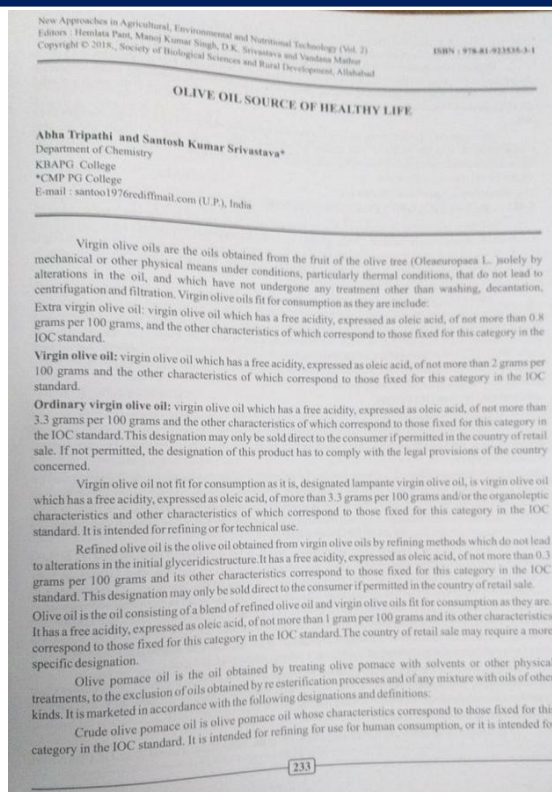 New Approaches in Agricultural, Environmental and Nutritional Technology (Vol. 2)
Editors : Hemlata Pant, Manoj Kumar Singh, D.K. Srivastava and Vandana Mathur
Copyright © 2018,, Society of Biological Sciences and Rural Development, Allahabad
ISBN : 978-81-923535-3-1
OLIVE OIL SOURCE OF HEALTHY LIFE
Abha Tripathi and Santosh Kumar Srivastava*
Department of Chemistry
KBAPG College
*CMP PG College
E-mail : santoo1976rediffmail.com (U.P.), India
Virgin olive oils are the oils obtained from the fruit of the olive tree (Oleaeuropaea L. )solely by
mechanical or other physical means under conditions, particularly thermal conditions, that do not lead to
alterations in the oil, and which have not undergone any treatment other than washing, decantation,
centrifugation and filtration. Virgin olive oils fit for consumption as they are include:
Extra virgin olive oil: virgin olive oil which has a free acidity, expressed as oleic acid, of not more than 0.8
grams per 100 grams, and the other characteristics of which correspond to those fixed for this category in the
IOC standard.
Virgin olive oil: virgin olive oil which has a free acidity, expressed as oleic acid, of not more than 2 grams per
100 grams and the other characteristics of which correspond to those fixed for this category in the IOC
standard.
Ordinary virgin olive oil: virgin olive oil which has a free acidity, expressed as oleic acid, of not more than
3.3 grams per 100 grams and the other characteristics of which correspond to those fixed for this category in
the IOC standard.This designation may only be sold direct to the consumer if permitted in the country of retail
sale. If not permitted, the designation of this product has to comply with the legal provisions of the country
concerned.
Virgin olive oil not fit for consumption as it is, designated lampante virgin olive oil, is virgin olive oil
which has a free acidity, expressed as oleic acid, of more than 3.3 grams per 100 grams and/or the organoleptic
characteristics and other characteristics of which correspond to those fixed for this category in the IOC
standard. It is intended for refining or for technical use.
Refined olive oil is the olive oil obtained from virgin olive oils by refining methods which do not lead
to alterations in the initial glyceridicstructure.It has a free acidity, expressed as oleic acid, of not more than 0.3
grams per 100 grams and its other characteristics correspond to those fixed for this category in the IOC
standard. This designation may only be sold direct to the consumer if permitted in the country of retail sale.
Olive oil is the oil consisting of a blend of refined olive oil and virgin olive oils fit for consumption as they are.
It has a free acidity, expressed as oleic acid, of not more than 1 gram per 100 grams and its other characteristics
correspond to those fixed for this category in the IOC standard.The country of retail sale may require a more
specific designation.
Olive pomace oil is the oil obtained by treating olive pomace with solvents or other physical
treatments, to the exclusion of oils obtained by re esterification processes and of any mixture with oils of other
kinds. It is marketed in accordance with the following designations and definitions:
Crude olive pomace oil is olive pomace oil whose characteristics correspond to those fixed for this
category in the IOC standard. It is intended for refining for use for human consumption, or it is intended for
233